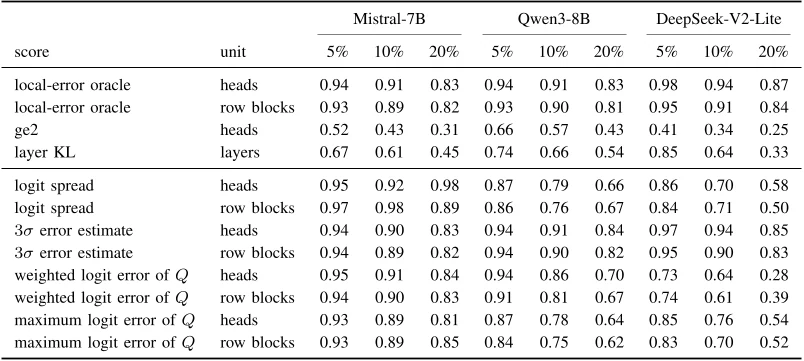 Mistral-7B Qwen3-8B DeepSeek-V2-Lite
score unit 5% 10% 20% 5% 10% 20% 5% 10% 20%
local-error oracle heads 0.94 0.91 0.83 0.94 0.91 0.83 0.98 0.94 0.87
local-error oracle row blocks 0.93 0.89 0.82 0.93 0.90 0.81 0.95 0.91 0.84
ge2 heads 0.52 0.43 0.31 0.66 0.57 0.43 0.41 0.34 0.25
layer KL layers 0.67 0.61 0.45 0.74 0.66 0.54 0.85 0.64 0.33
logit spread heads 0.95 0.92 0.98 0.87 0.79 0.66 0.86 0.70 0.58
logit spread row blocks 0.97 0.98 0.89 0.86 0.76 0.67 0.84 0.71 0.50
3σ error estimate heads 0.94 0.90 0.83 0.94 0.91 0.84 0.97 0.94 0.85
3σ error estimate row blocks 0.94 0.89 0.82 0.94 0.90 0.82 0.95 0.90 0.83
weighted logit error of Q heads 0.95 0.91 0.84 0.94 0.86 0.70 0.73 0.64 0.28
weighted logit error of Q row blocks 0.94 0.90 0.83 0.91 0.81 0.67 0.74 0.61 0.39
maximum logit error of Q heads 0.93 0.89 0.81 0.87 0.78 0.64 0.85 0.76 0.54
maximum logit error of Q row blocks 0.93 0.89 0.85 0.84 0.75 0.62 0.83 0.70 0.52